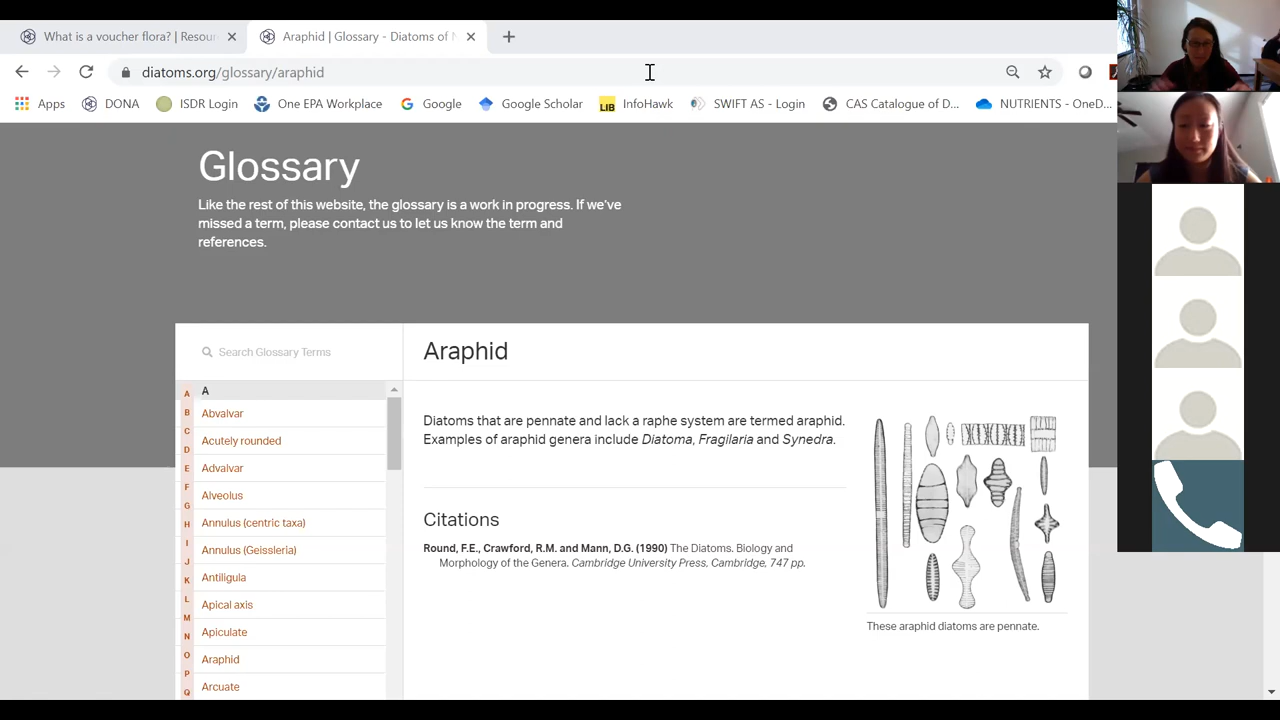 What is a voucher flora? | Resour
Araphid | Glossary - Diatoms of N
diatoms.org/glossary/araphid
Apps
DONA
ISDR Login
One EPA Workplace
Google
Google Scholar
LIB
InfoHawk
SWIFT AS - Login
CAS Catalogue of D...
NUTRIENTS - OneD...
Glossary
Like the rest of this website, the glossary is a work in progress. If we've
missed a term, please contact us to let us know the term and
references.
Search Glossary Terms
A
B
C
D
E
F
G
H
I
J
K
L
M
N
O
P
Q
A
Abvalvar
Acutely rounded
Advalvar
Alveolus
Annulus (centric taxa)
Annulus (Geissleria)
Antiligula
Apical axis
Apiculate
Araphid
Arcuate
Araphid
Diatoms that are pennate and lack a raphe system are termed araphid.
Examples of araphid genera include Diatoma, Fragilaria and Synedra.
Citations
Round, F.E., Crawford, R.M. and Mann, D.G. (1990) The Diatoms. Biology and
Morphology of the Genera. Cambridge University Press, Cambridge, 747 pp.
These araphid diatoms are pennate.